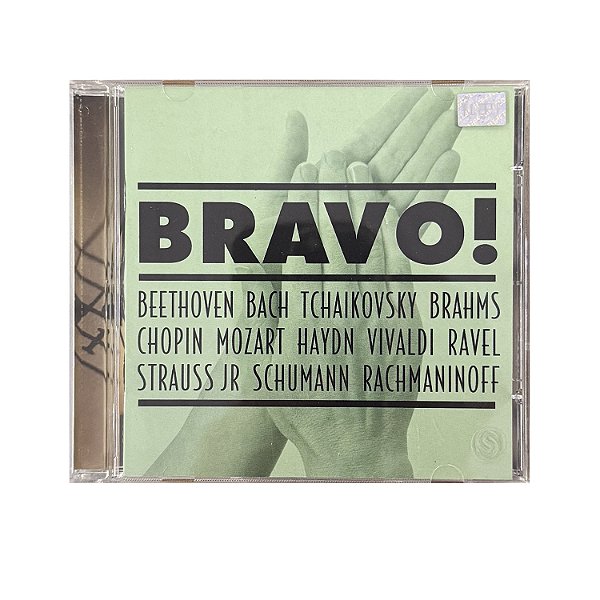 BRAVO!
BEETHOVEN BACH TCHAIKOVSKY BRAHMS
CHOPIN MOZART HAYDN VIVALDI RAVEL
STRAUSS JR SCHUMANN RACHMANINOFF